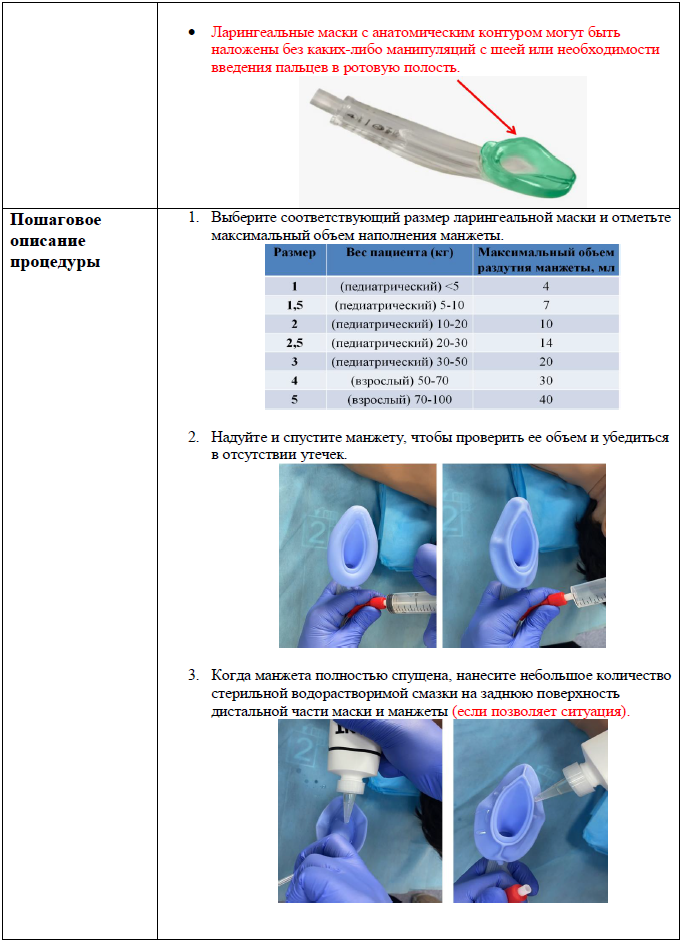 • Ларингеальные маски с анатомическим контуром могут быть
наложены без каких-либо манипуляций с шеей или необходимости
введения пальцев в ротовую полость.
Пошаговое
описание
процедуры
1. Выберите соответствующий размер ларингеальной маски и отметьте
максимальный объем наполнения манжеты.
Размер Вес пациента (кг) Максимальный объем
раздутия манжеты, мл
1 (педиатрический) <5 4
1,5 (педиатрический) 5-10 7
2 (педиатрический) 10-20 10
2,5 (педиатрический) 20-30 14
3 (педиатрический) 30-50 20
4 (взрослый) 50-70 30
5 (взрослый) 70-100 40
2. Надуйте и спустите манжету, чтобы проверить ее объем и убедиться
в отсутствии утечек.
2
2
3. Когда манжета полностью спущена, нанесите небольшое количество
стерильной водорастворимой смазки на заднюю поверхность
дистальной части маски и манжеты (если позволяет ситуация).